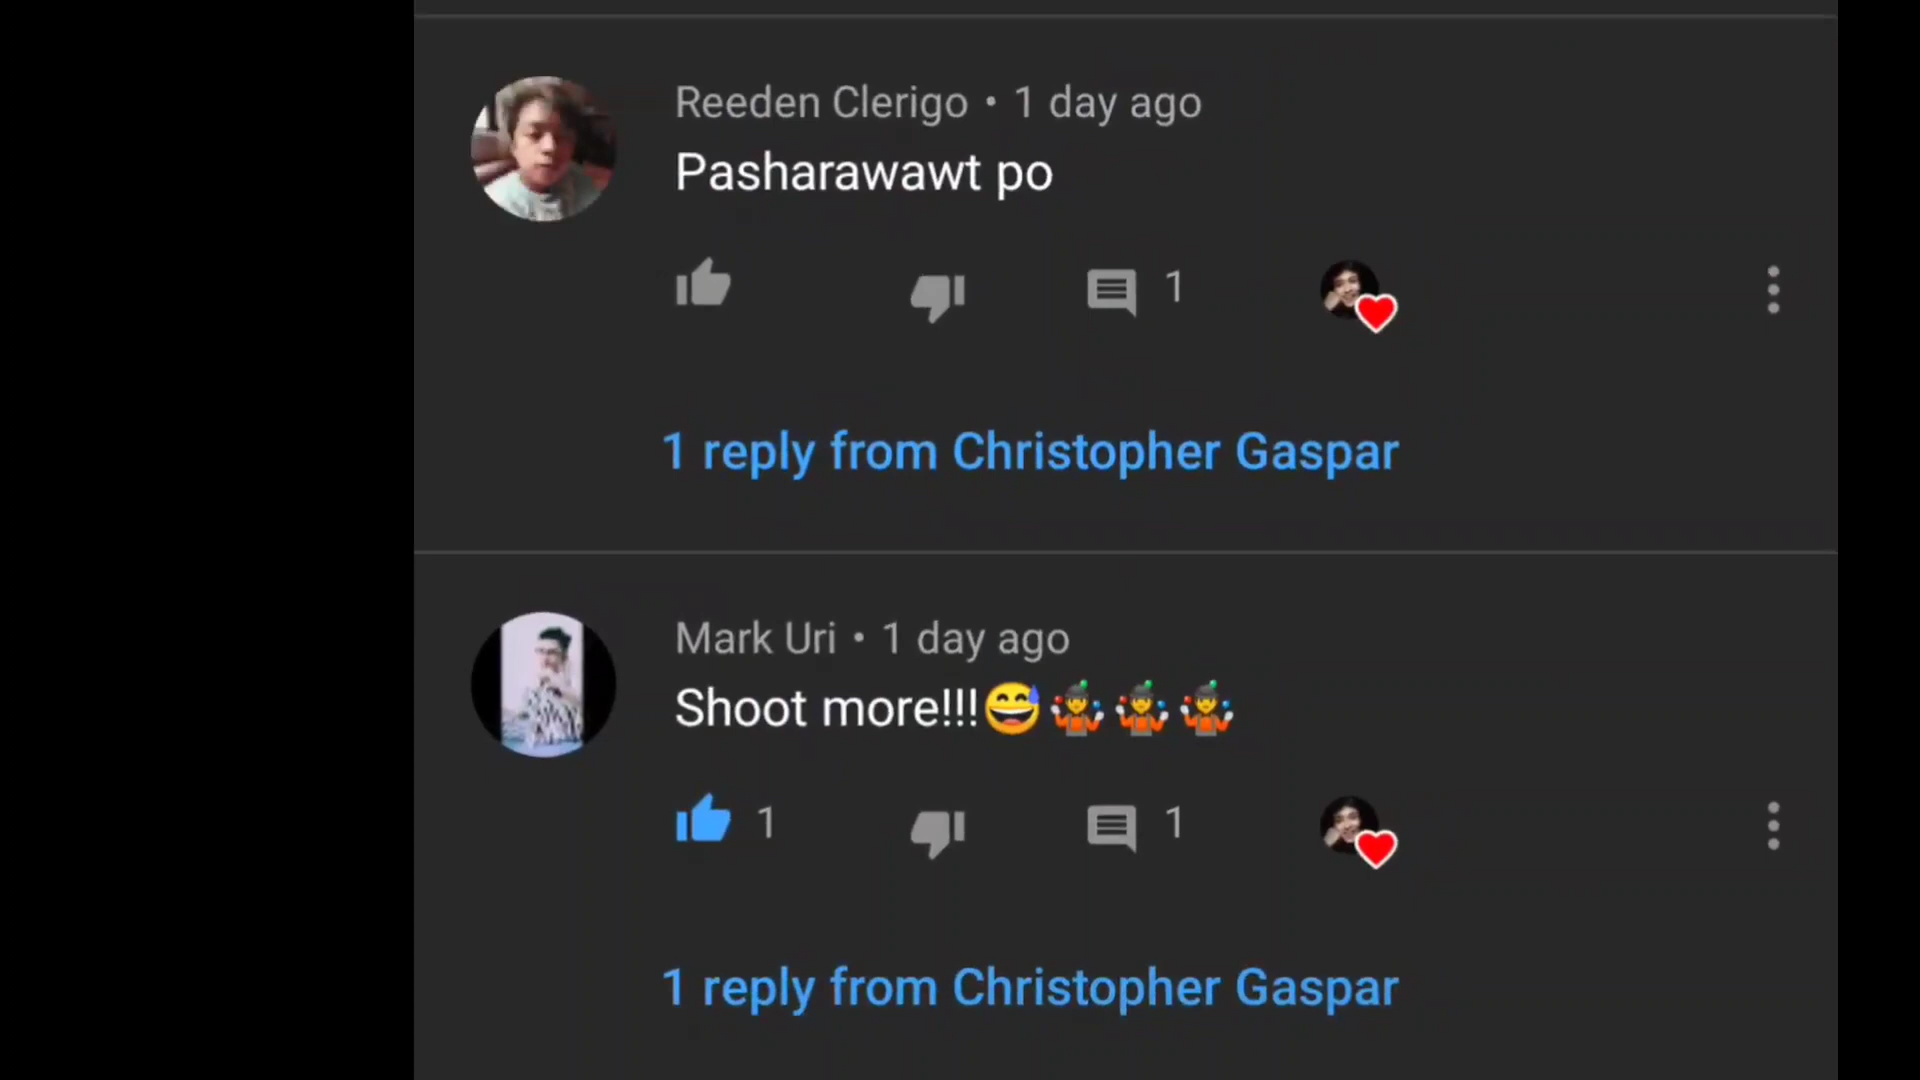 Reeden Clerigo • 1 day ago
Pasharawawt po
1
1 reply from Christopher Gaspar
Mark Uri • 1 day ago
Shoot more!!!😅🤹🤹🤹
1 1
1 reply from Christopher Gaspar